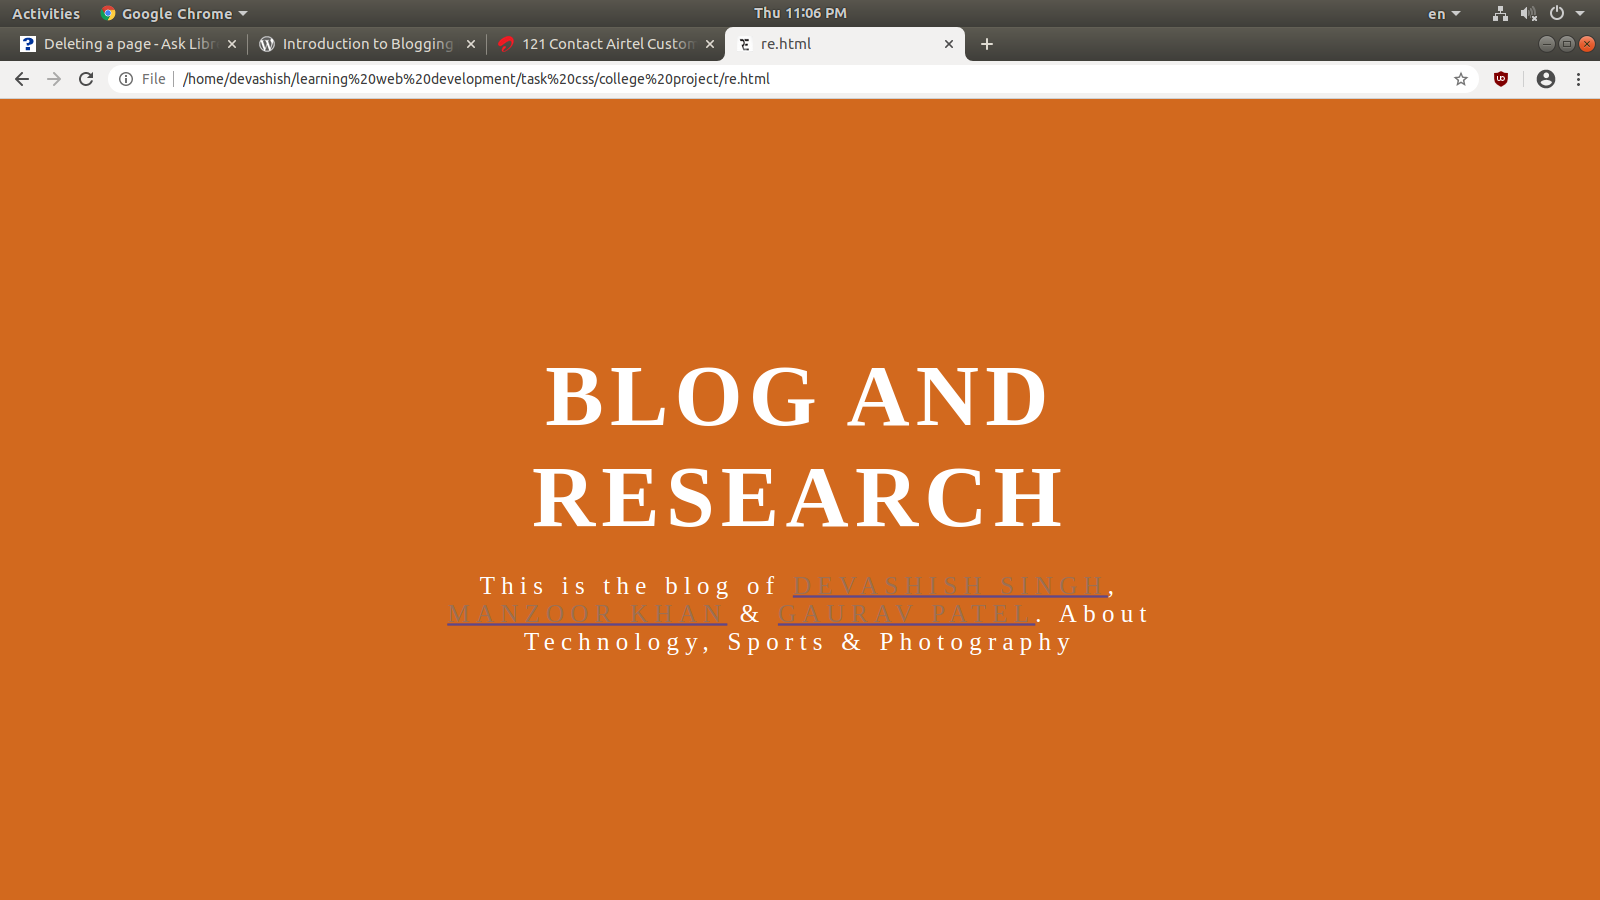 Activities Google Chrome Thu 11:06 PM en
Deleting a page - Ask Libr Introduction to Blogging 121 Contact Airtel Custom re.html
File /home/devashish/learning%20web%20development/task%20css/college%20project/re.html
BLOG AND
RESEARCH
This is the blog of DEVASHISH SINGH,
MANZOOR KHAN & GAURAV PATEL. About
Technology, Sports & Photography